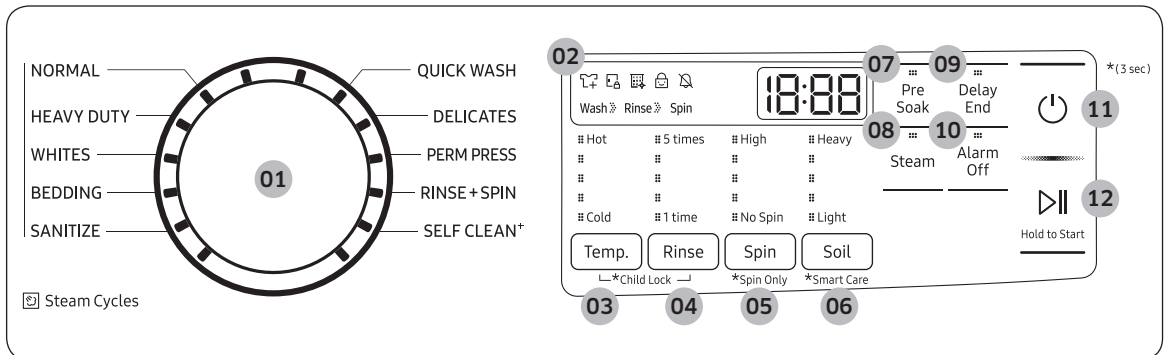 NORMAL
HEAVY DUTY
WHITES
BEDDING
SANITIZE
Steam Cycles
01
QUICK WASH
DELICATES
PERM PRESS
RINSE+SPIN
SELF CLEAN+
02
Wash Rinse Spin
18:88
Hot
5 times
High
Heavy
Cold
1 time
No Spin
Light
Temp.
Rinse
Spin
Soil
*Child Lock
*Spin Only
*Smart Care
03
04
05
06
07
Pre
Soak
09
Delay
End
08
Steam
10
Alarm
Off
*(3 sec)
11
12
Hold to Start